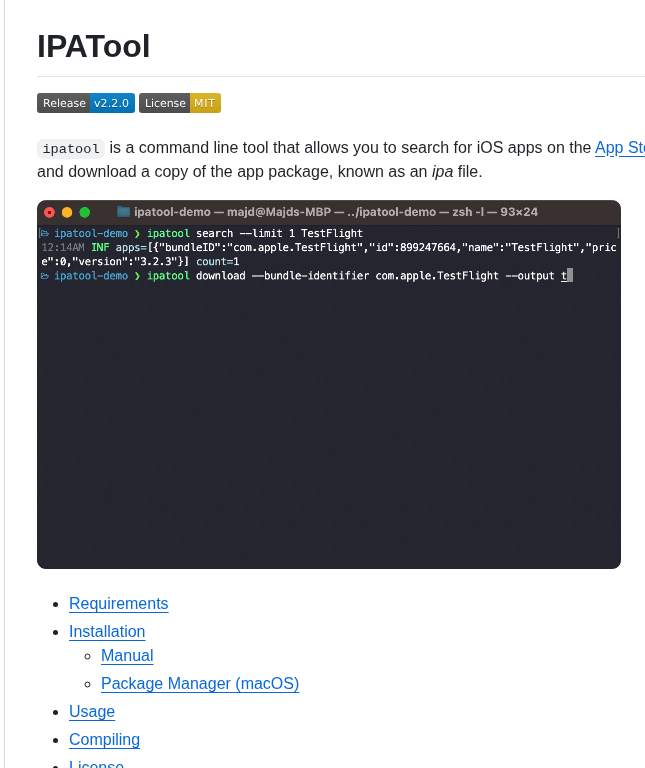 IPATool
Release v2.2.0 License MIT
ipatool is a command line tool that allows you to search for iOS apps on the App Sto
and download a copy of the app package, known as an ipa file.
ipatool-demo — majd@Majds-MBP — ../ipatool-demo — zsh -l — 93×24
ipatool-demo ❯ ipatool search --limit 1 TestFlight
12:14AM INF apps=[{"bundleID":"com.apple.TestFlight","id":899247664,"name":"TestFlight","pric
e":0,"version":"3.2.3"}] count=1
ipatool-demo ❯ ipatool download --bundle-identifier com.apple.TestFlight --output t
Requirements
Installation
Manual
Package Manager (macOS)
Usage
Compiling
License